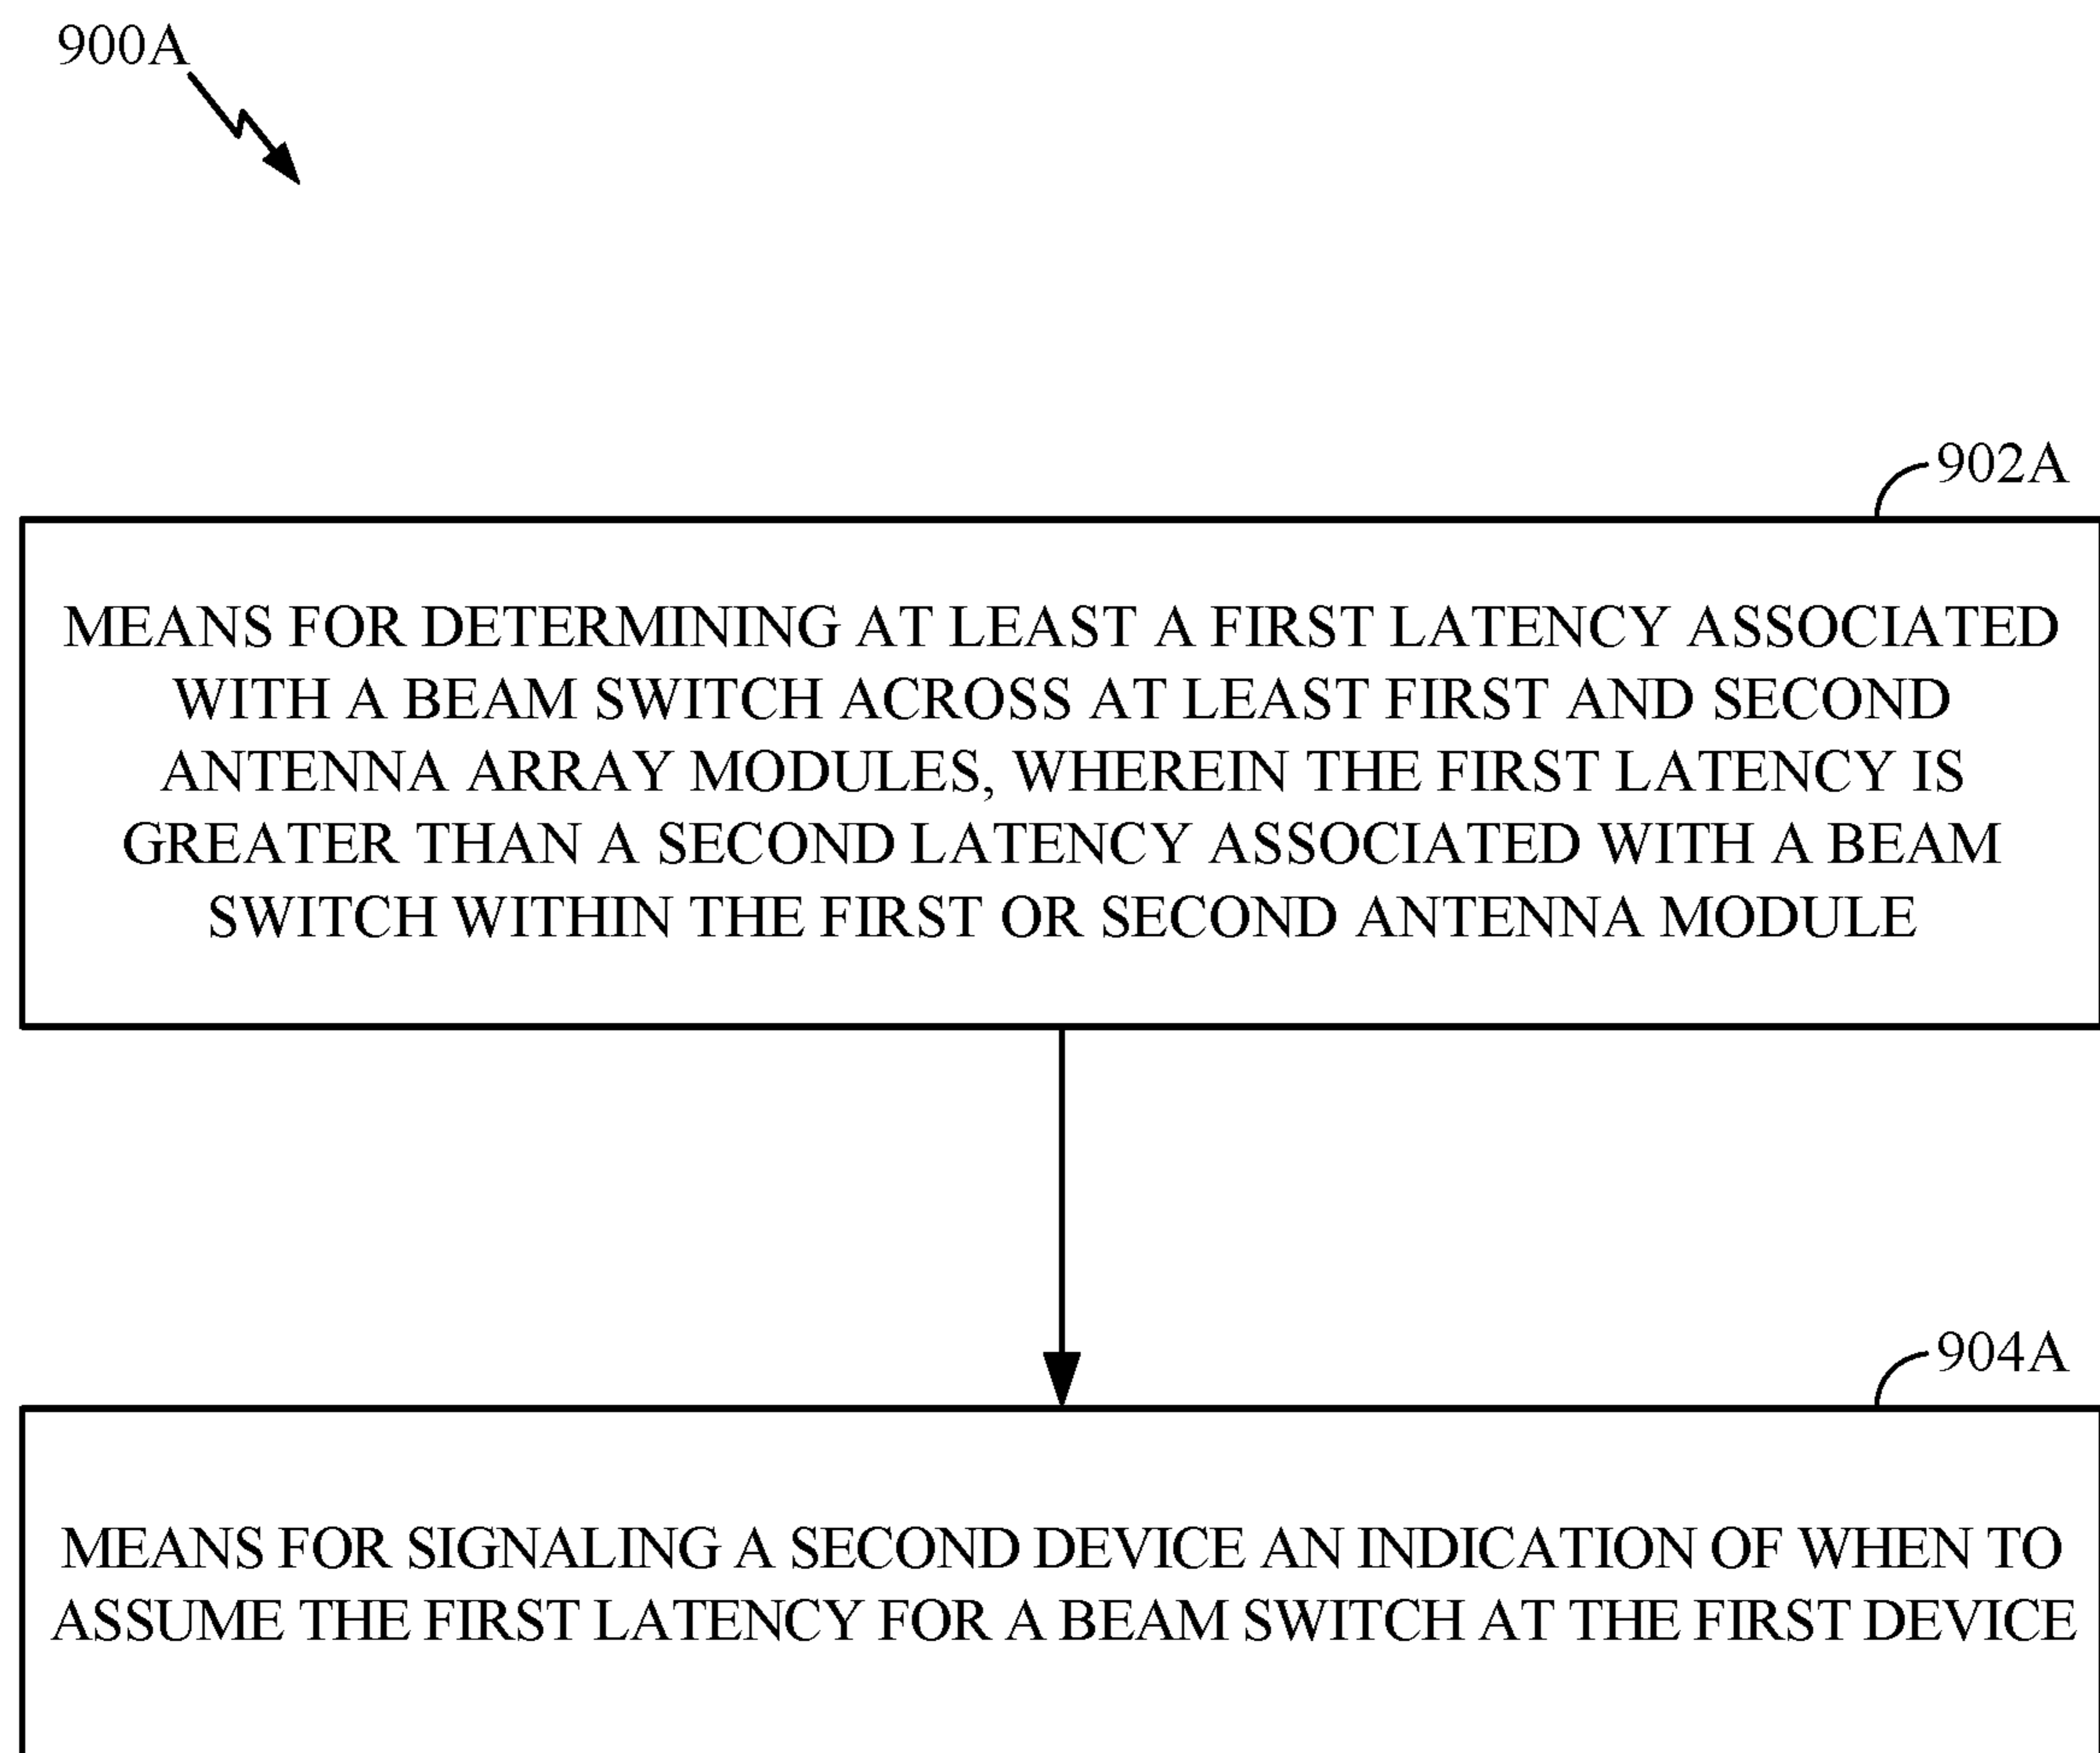 900A
902A
MEANS FOR DETERMINING AT LEAST A FIRST LATENCY ASSOCIATED
WITH A BEAM SWITCH ACROSS AT LEAST FIRST AND SECOND
ANTENNA ARRAY MODULES, WHEREIN THE FIRST LATENCY IS
GREATER THAN A SECOND LATENCY ASSOCIATED WITH A BEAM
SWITCH WITHIN THE FIRST OR SECOND ANTENNA MODULE
904A
MEANS FOR SIGNALING A SECOND DEVICE AN INDICATION OF WHEN TO
ASSUME THE FIRST LATENCY FOR A BEAM SWITCH AT THE FIRST DEVICE